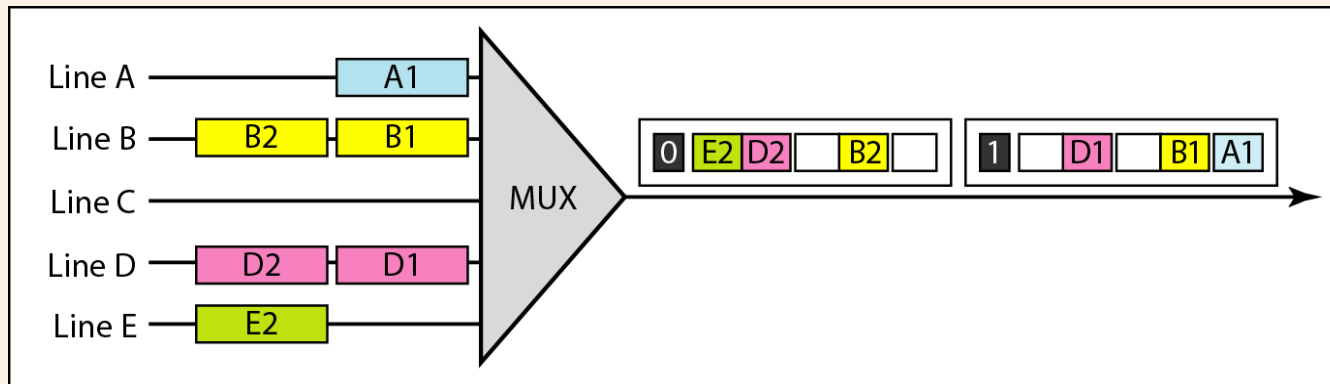 Line A A1
Line B B2 B1
Line C
Line D D2 D1
Line E E2
MUX
0 E2 D2 B2 1 D1 B1 A1